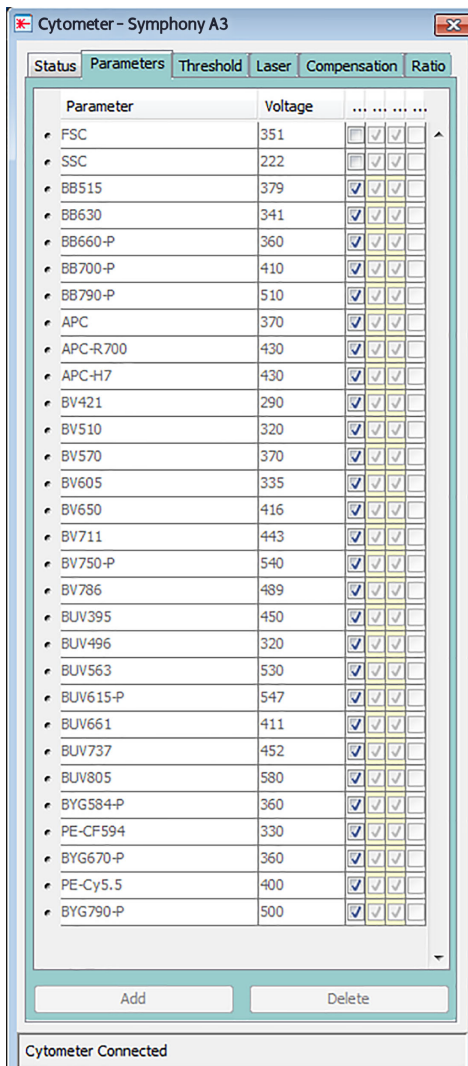 Cytometer - Symphony A3
Status Parameters Threshold Laser Compensation Ratio
Parameter Voltage ... ... ... ...
FSC 351
SSC 222
BB515 379
BB630 341
BB660-P 360
BB700-P 410
BB790-P 510
APC 370
APC-R700 430
APC-H7 430
BV421 290
BV510 320
BV570 370
BV605 335
BV650 416
BV711 443
BV750-P 540
BV786 489
BUV395 450
BUV496 320
BUV563 530
BUV615-P 547
BUV661 411
BUV737 452
BUV805 580
BYG584-P 360
PE-CF594 330
BYG670-P 360
PE-Cy5.5 400
BYG790-P 500
Add Delete
Cytometer Connected